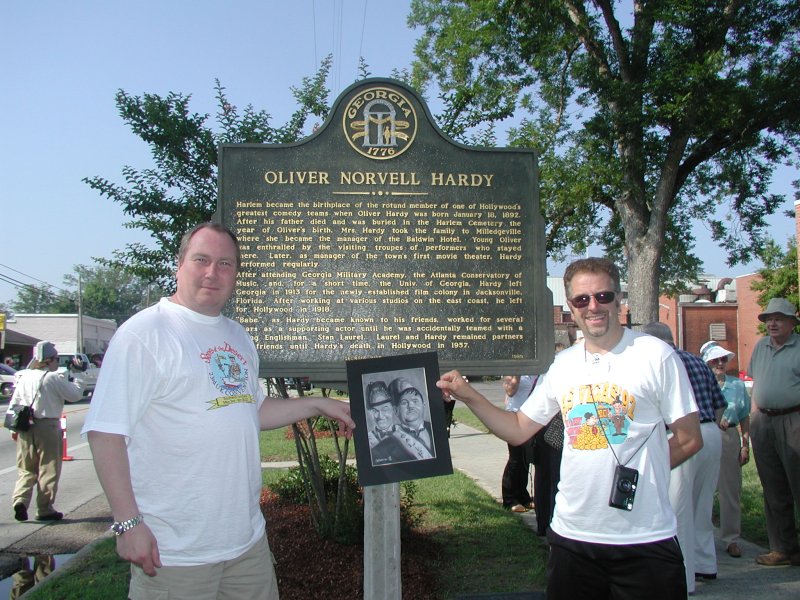 GEORGIA
1776
OLIVER NORVELL HARDY
Harlem became the birthplace of the rotund member of one of Hollywood's
greatest comedy teams when Oliver Hardy was born January 18, 1892.
After his father died and was buried in the Harlem Cemetery the
year of Oliver's birth, Mrs. Hardy took the family to Milledgeville
where she became the manager of the Baldwin Hotel. Young Oliver
was enthralled by the visiting troupes of performers who stayed
there. Later, as manager of the town's first movie theater, Hardy
performed regularly.
After attending Georgia Military Academy, the Atlanta Conservatory of
Music, and, for a short time, the Univ. of Georgia, Hardy left
Georgia in 1913 for the newly-established film colony in Jacksonville,
Florida. After working at various studios on the east coast, he left
for Hollywood in 1918.
"Babe", as Hardy became known to his friends, worked for several
as a supporting actor until he was accidentally teamed with a
Englishman, Stan Laurel. Laurel and Hardy remained partners
friends until Hardy's death in Hollywood in 1957.